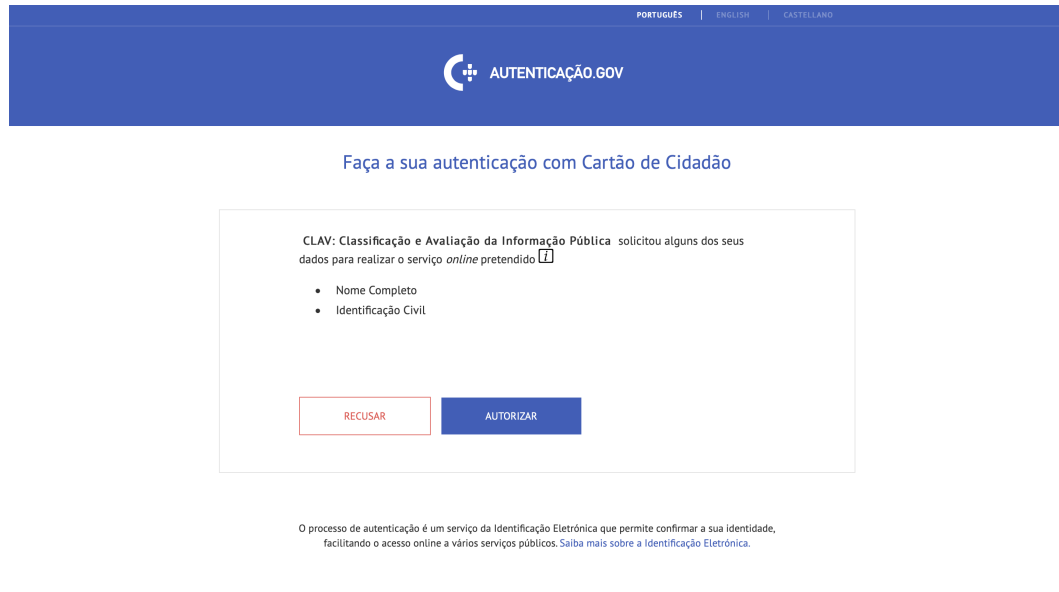 PORTUGUÊS | ENGLISH | CASTELLANO
AUTENTICAÇÃO.GOV
Faça a sua autenticação com Cartão de Cidadão
CLAV: Classificação e Avaliação da Informação Pública solicitou alguns dos seus
dados para realizar o serviço online pretendido i
• Nome Completo
• Identificação Civil
RECUSAR AUTORIZAR
O processo de autenticação é um serviço da Identificação Eletrónica que permite confirmar a sua identidade,
facilitando o acesso online a vários serviços públicos. Saiba mais sobre a Identificação Eletrónica.